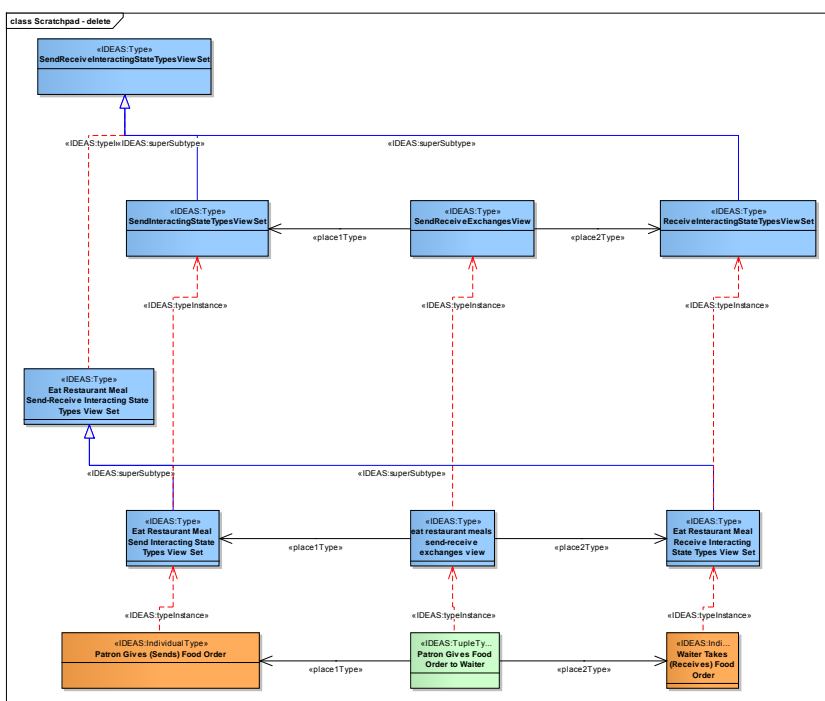 class Scratchpad - delete
«IDEAS:Type»
SendReceiveInteractingStateTypesViewSet
«IDEAS:typeI
«IDEAS:superSubtype»
«IDEAS:superSubtype»
«IDEAS:Type»
SendInteractingStateTypesViewSet
«IDEAS:Type»
SendReceiveExchangesView
«IDEAS:Type»
ReceiveInteractingStateTypesViewSet
«place1Type»
«place2Type»
«IDEAS:typeInstance»
«IDEAS:typeInstance»
«IDEAS:typeInstance»
«IDEAS:Type»
Eat Restaurant Meal
Send-Receive Interacting State
Types View Set
«IDEAS:superSubtype»
«IDEAS:superSubtype»
«IDEAS:Type»
Eat Restaurant Meal
Send Interacting State
Types View Set
«IDEAS:Type»
eat restaurant meals
send-receive
exchanges view
«IDEAS:Type»
Eat Restaurant Meal
Receive Interacting
State Types View Set
«place1Type»
«place2Type»
«IDEAS:typeInstance»
«IDEAS:typeInstance»
«IDEAS:typeInstance»
«IDEAS:IndividualType»
Patron Gives (Sends) Food Order
«IDEAS:TupleTy...
Patron Gives Food
Order to Waiter
«IDEAS:Indi...
Waiter Takes
(Receives) Food
Order
«place1Type»
«place2Type»